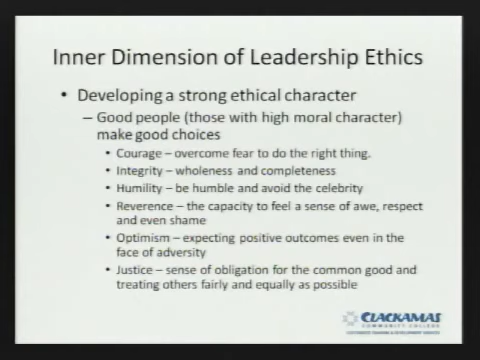 Inner Dimension of Leadership Ethics
• Developing a strong ethical character
– Good people (those with high moral character)
make good choices
• Courage – overcome fear to do the right thing.
• Integrity – wholeness and completeness
• Humility – be humble and avoid the celebrity
• Reverence – the capacity to feel a sense of awe, respect
and even shame
• Optimism – expecting positive outcomes even in the
face of adversity
• Justice – sense of obligation for the common good and
treating others fairly and equally as possible
CLACKAMAS
COMMUNITY COLLEGE
CUSTOMIZED TRAINING & DEVELOPMENT SERVICES